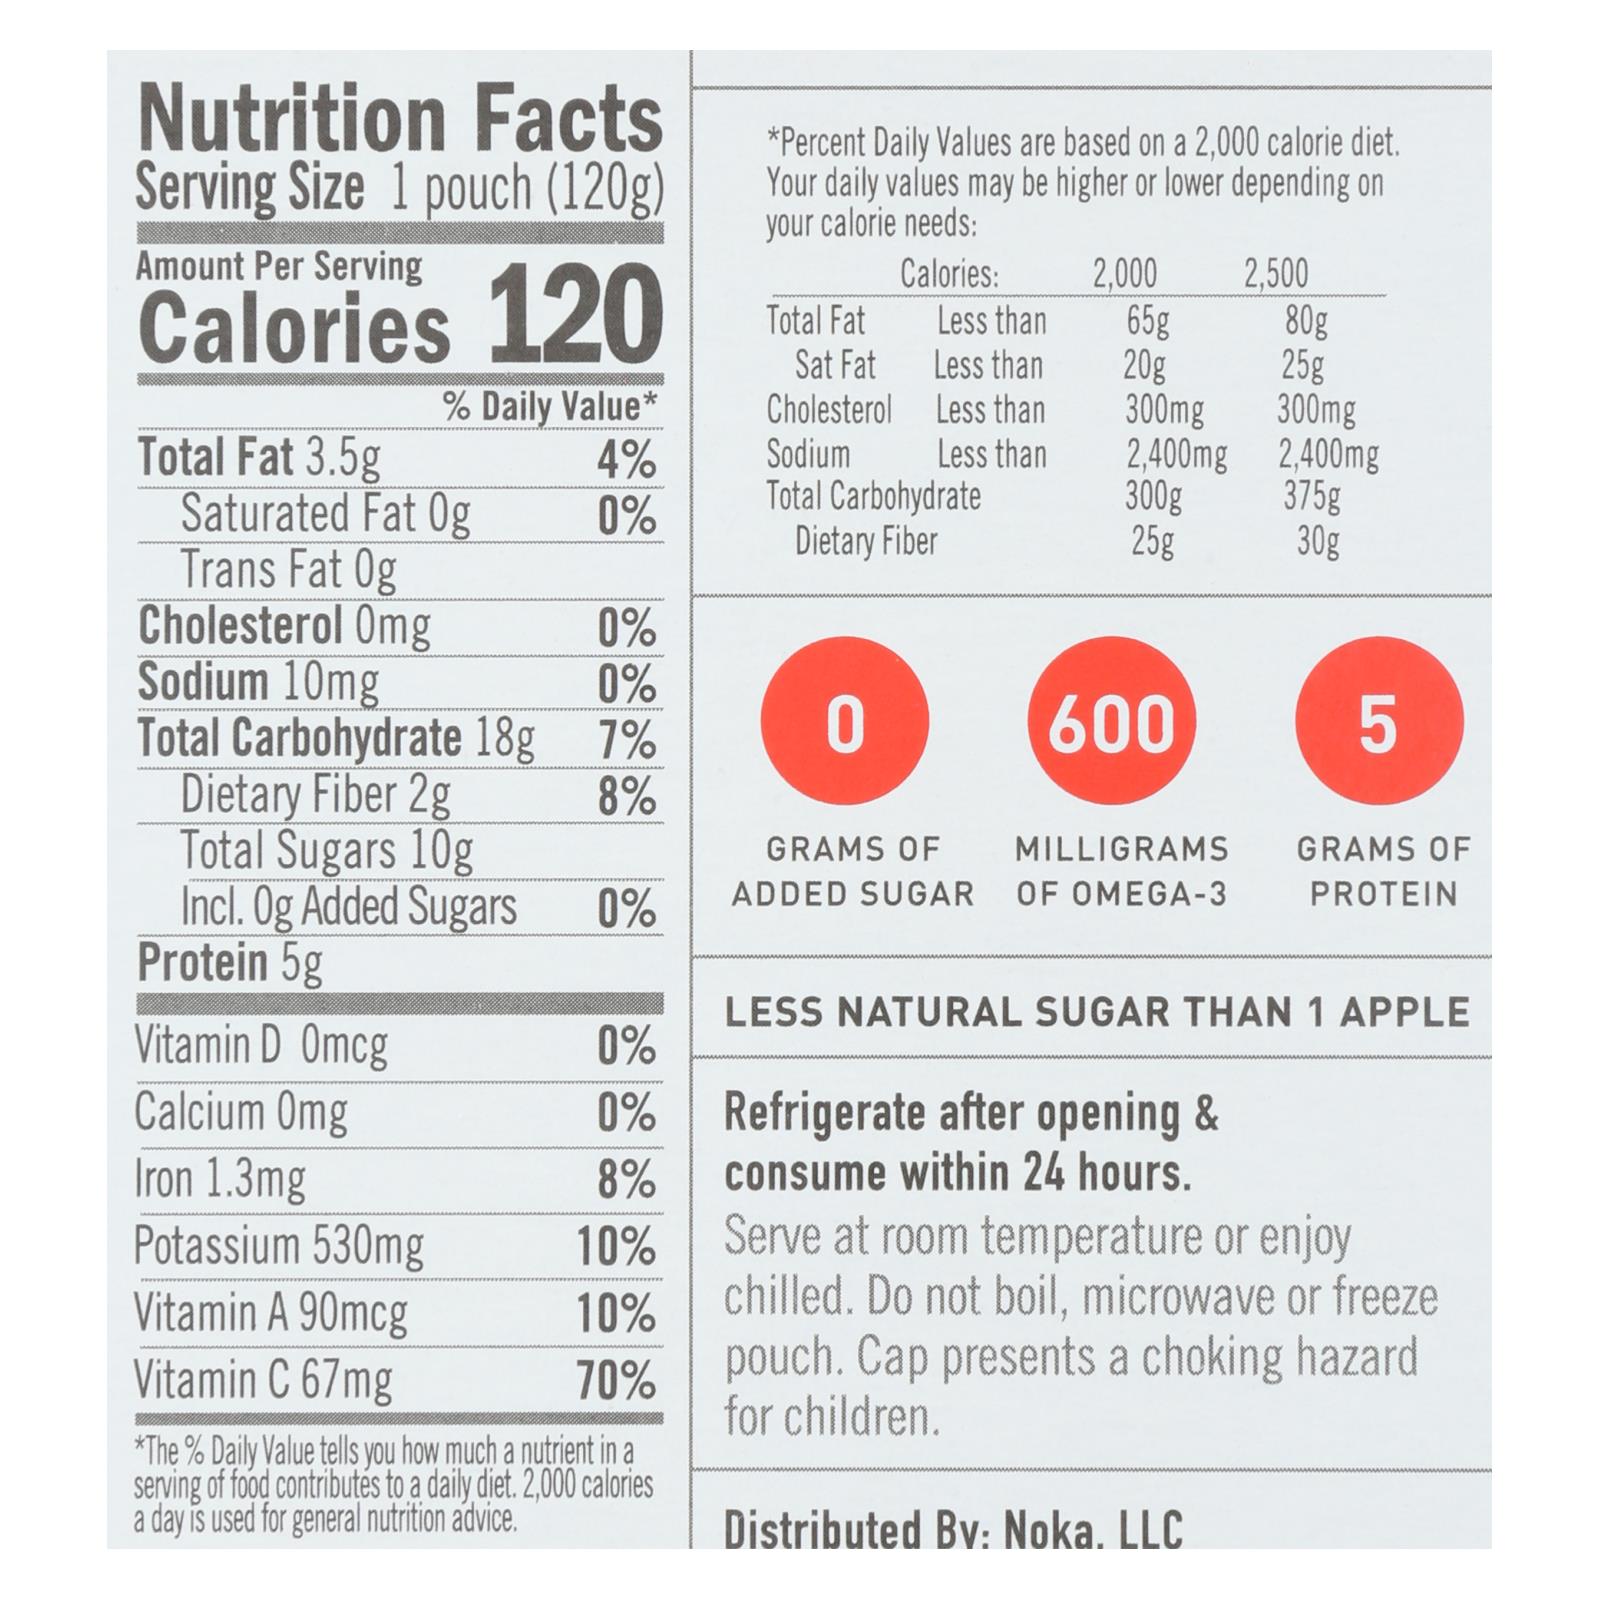 Nutrition Facts
Serving Size 1 pouch (120g)
Amount Per Serving
Calories 120
% Daily Value*
Total Fat 3.5g 4%
Saturated Fat 0g 0%
Trans Fat 0g
Cholesterol 0mg 0%
Sodium 10mg 0%
Total Carbohydrate 18g 7%
Dietary Fiber 2g 8%
Total Sugars 10g
Incl. 0g Added Sugars 0%
Protein 5g
Vitamin D 0mcg 0%
Calcium 0mg 0%
Iron 1.3mg 8%
Potassium 530mg 10%
Vitamin A 90mcg 10%
Vitamin C 67mg 70%
*The % Daily Value tells you how much a nutrient in a
serving of food contributes to a daily diet. 2,000 calories
a day is used for general nutrition advice.
*Percent Daily Values are based on a 2,000 calorie diet.
Your daily values may be higher or lower depending on
your calorie needs:
Calories: 2,000 2,500
Total Fat Less than 65g 80g
Sat Fat Less than 20g 25g
Cholesterol Less than 300mg 300mg
Sodium Less than 2,400mg 2,400mg
Total Carbohydrate 300g 375g
Dietary Fiber 25g 30g
0 600 5
GRAMS OF MILLIGRAMS GRAMS OF
ADDED SUGAR OF OMEGA-3 PROTEIN
LESS NATURAL SUGAR THAN 1 APPLE
Refrigerate after opening &
consume within 24 hours.
Serve at room temperature or enjoy
chilled. Do not boil, microwave or freeze
pouch. Cap presents a choking hazard
for children.
Distributed By: Noka, LLC